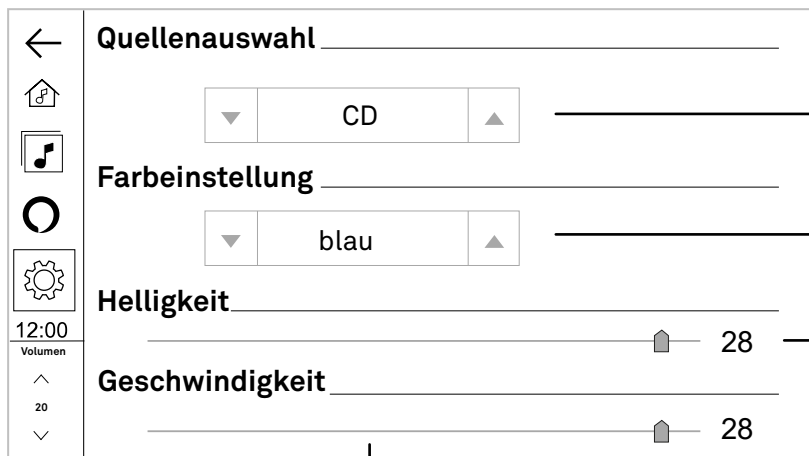 Quellenauswahl
CD
Farbeinstellung
blau
Helligkeit
28
Geschwindigkeit
28
12:00
Volumen
20